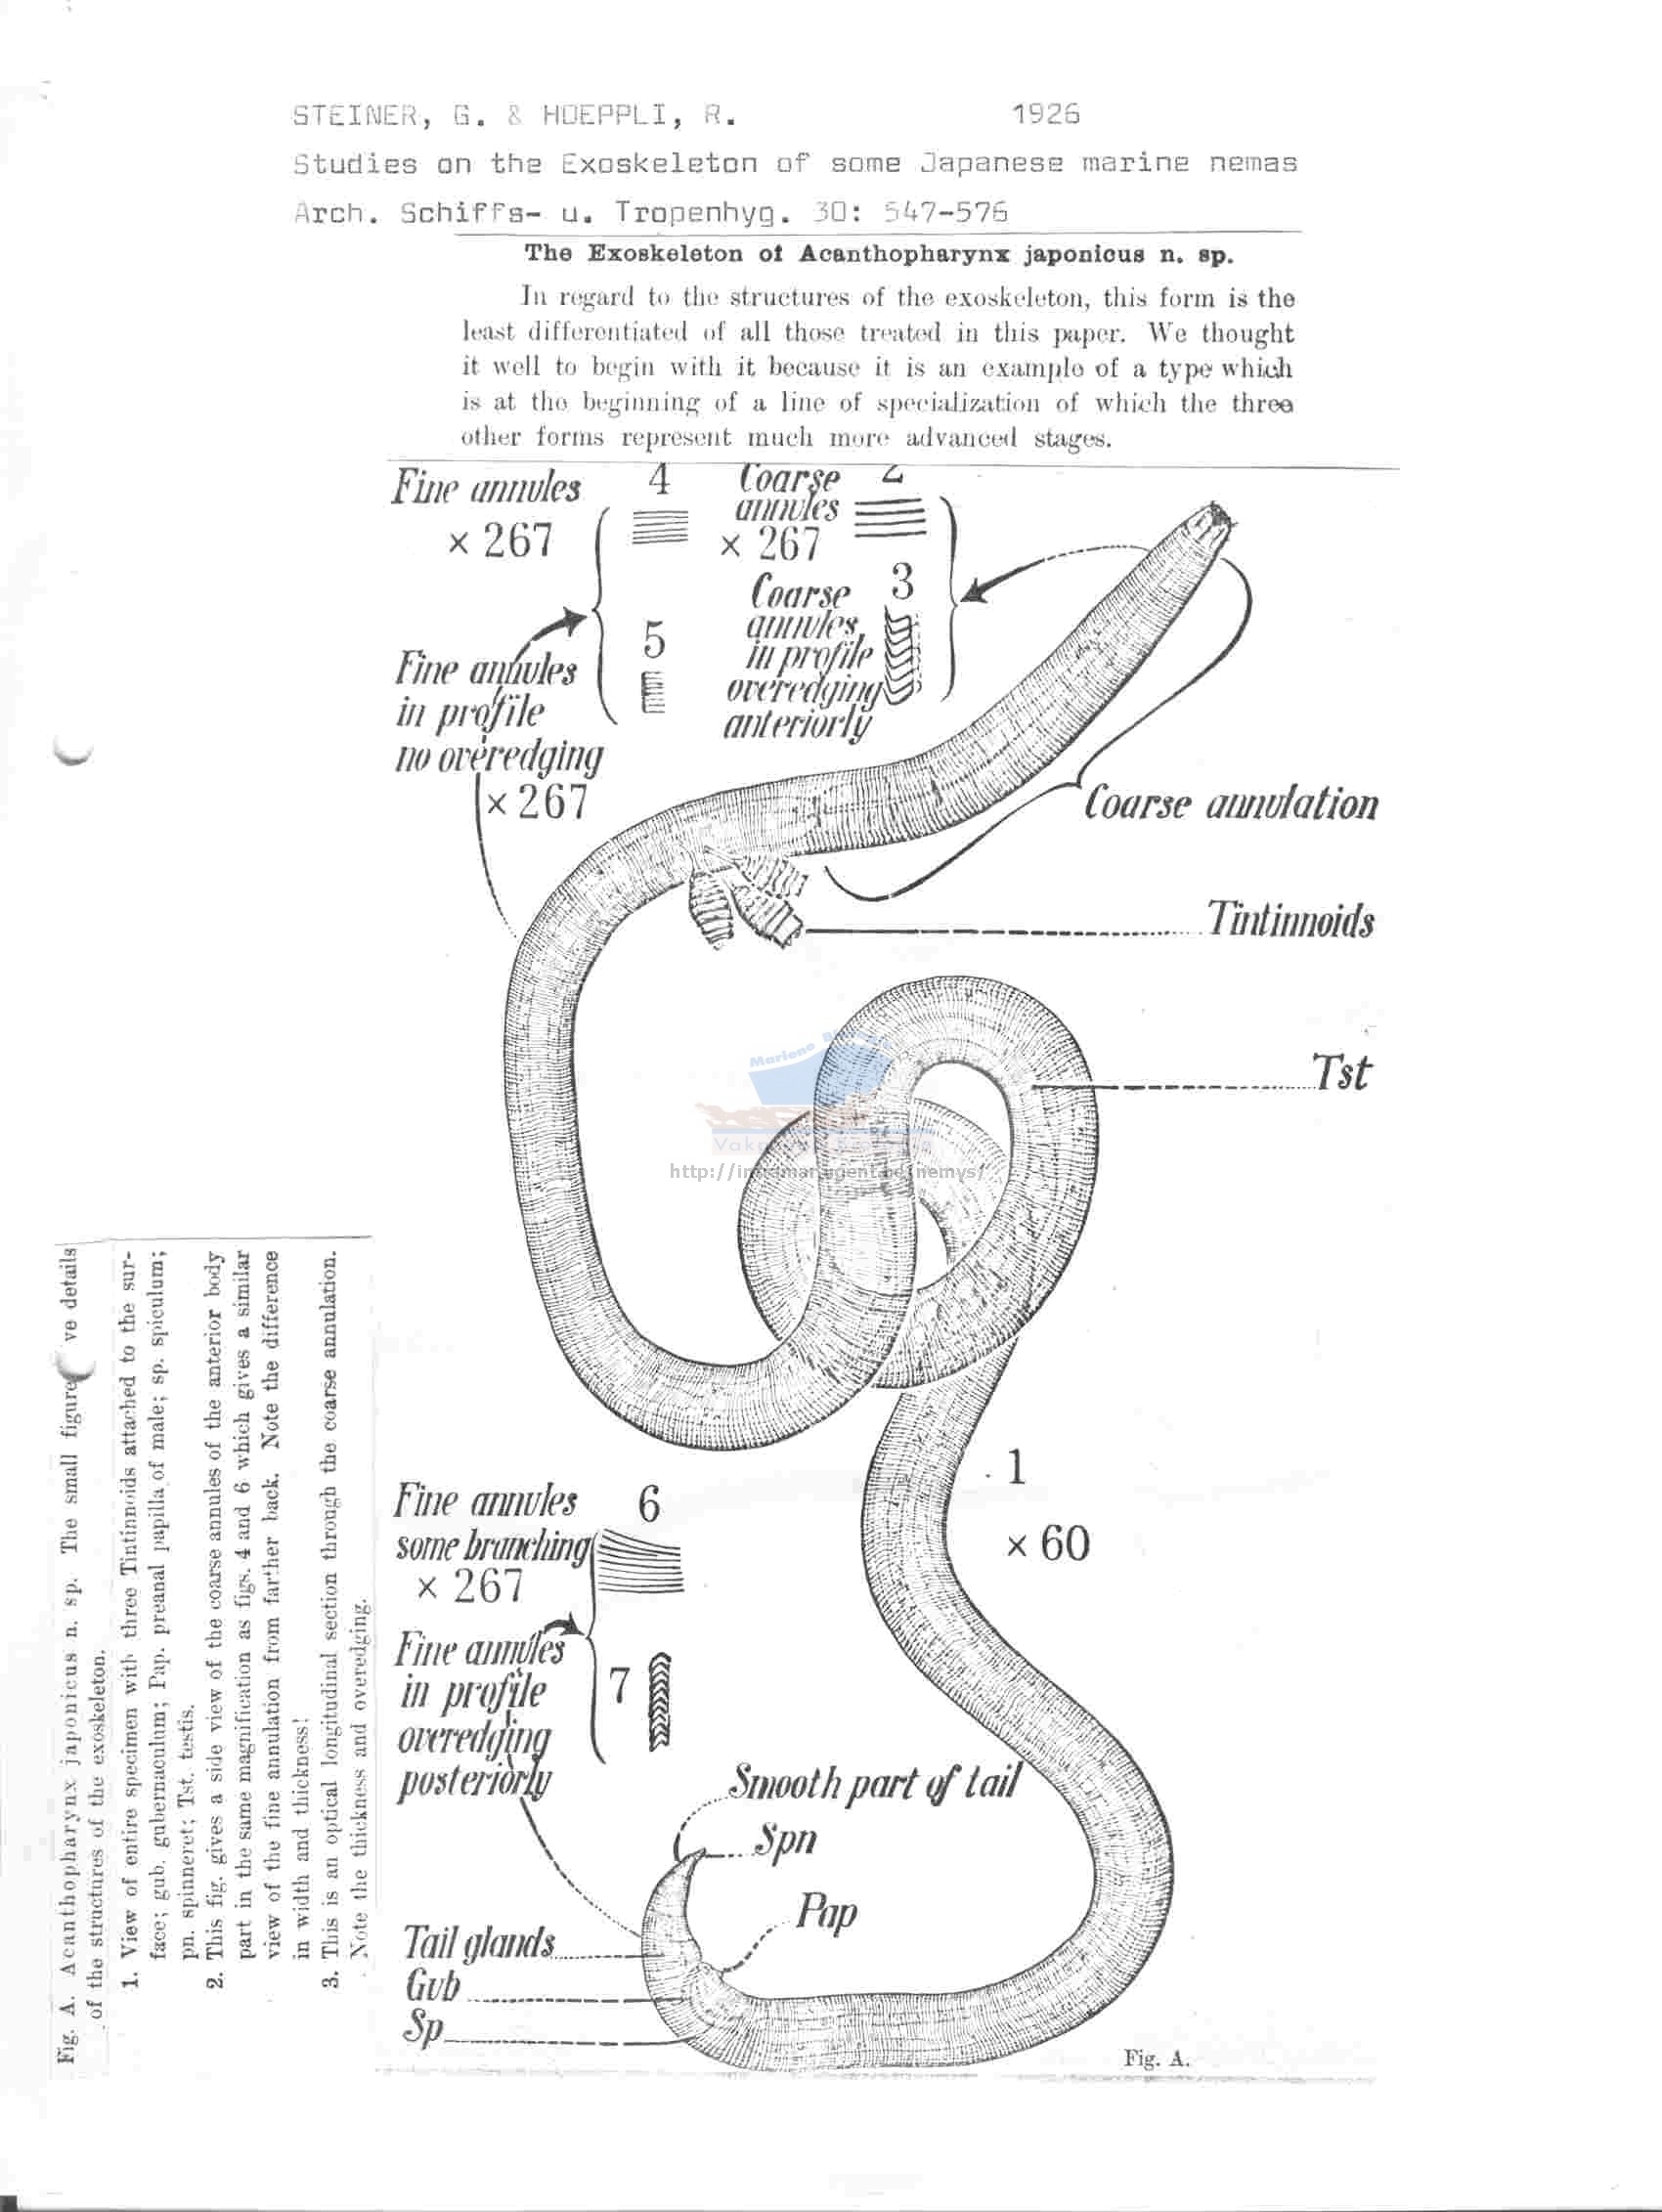 STEINER, G. & HOEPPLI, R. 1926
Studies on the Exoskeleton of some Japanese marine nemas
Arch. Schiffs- u. Tropenhyg. 30: 547-576
The Exoskeleton of Acanthopharynx japonicus n. sp.
In regard to the structures of the exoskeleton, this form is the
least differentiated of all those treated in this paper. We thought
it well to begin with it because it is an example of a type which
is at the beginning of a line of specialization of which the three
other forms represent much more advanced stages.
Fine annules
× 267
4
Coarse
annules
× 267
2
Coarse
annules,
in profile
overedging
anteriorly
3
5
Fine annules
in profile
no overedging
× 267
Coarse annulation
Tintinnoids
Tst
Mariene
http://
nemys/
1
× 60
Fine annules
some branching
× 267
6
Fine annules
in profile
overedging
posteriorly
7
Smooth part of tail
Spn
Pap
Tail glands
Gub
Sp
Fig. A.
Fig. A. Acanthopharynx japonicus n. sp. The small figure ve details
of the structures of the exoskeleton.
1. View of entire specimen with three Tintinnoids attached to the sur-
face; gub. gubernaculum; Pap. preanal papilla of male; sp. spiculum;
pn. spinneret; Tst. testis.
2. This fig. gives a side view of the coarse annules of the anterior body
part in the same magnification as figs. 4 and 6 which gives a similar
view of the fine annulation from farther back. Note the difference
in width and thickness!
3. This is an optical longitudinal section through the coarse annulation.
Note the thickness and overedging.